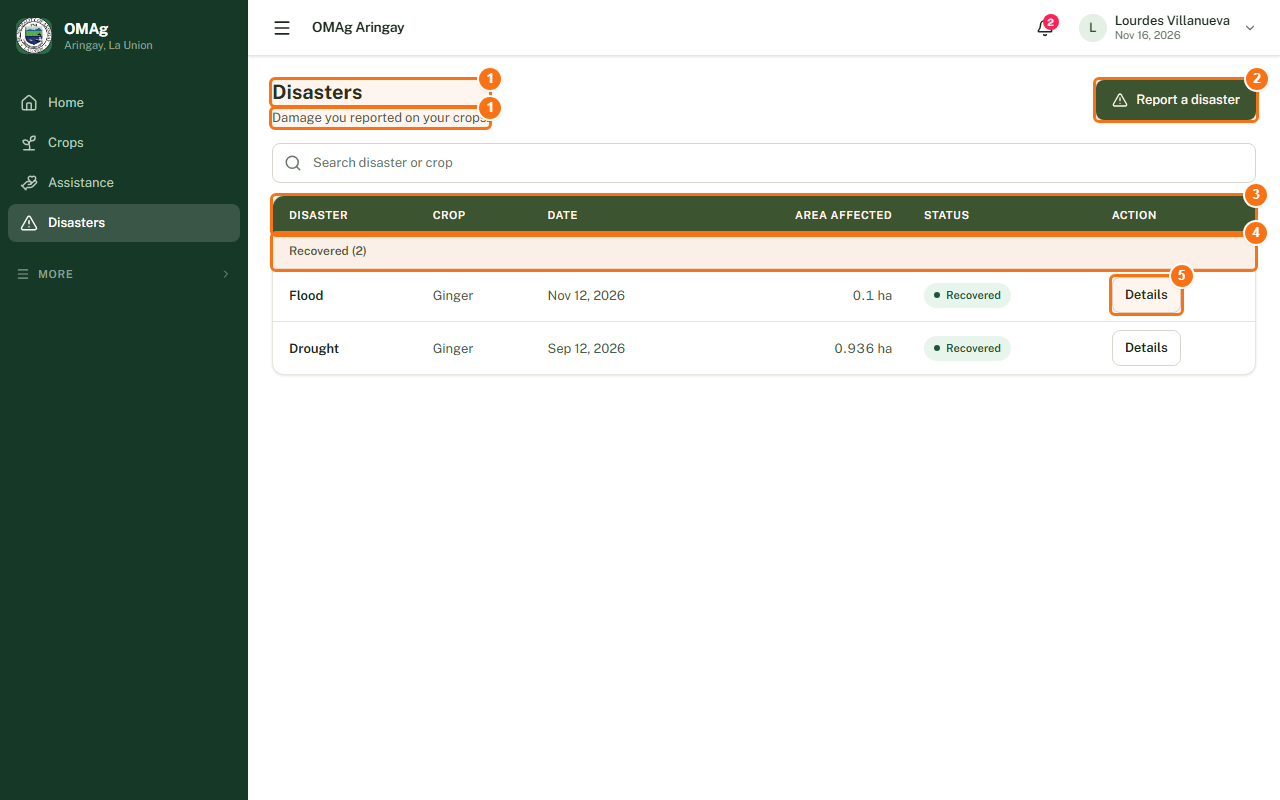 OMAg
Aringay, La Union
Home
Crops
Assistance
Disasters
MORE
OMAg Aringay
2
L
Lourdes Villanueva
Nov 16, 2026
Disasters
1
Damage you reported on your crops.
1
Report a disaster
2
Search disaster or crop
DISASTER CROP DATE AREA AFFECTED STATUS ACTION
3
Recovered (2)
4
Flood Ginger Nov 12, 2026 0.1 ha Recovered Details
5
Drought Ginger Sep 12, 2026 0.936 ha Recovered Details